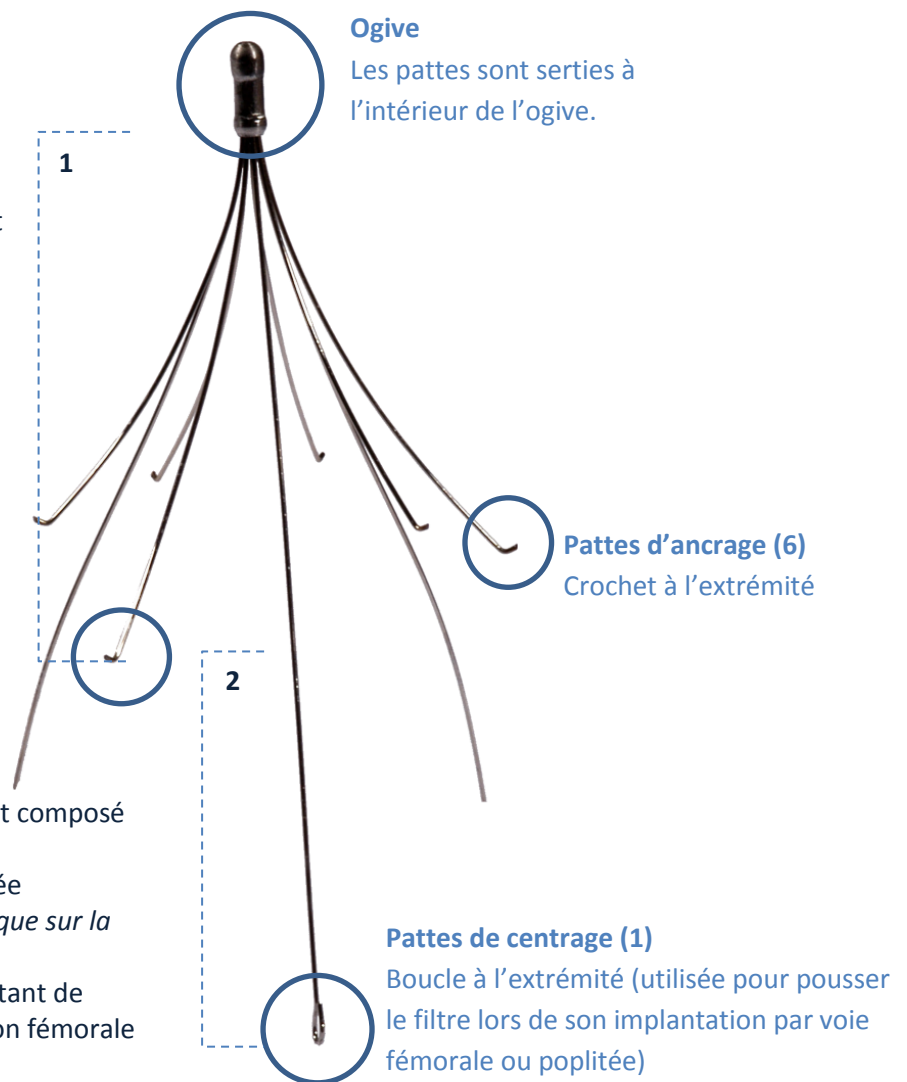 Ogive
Les pattes sont serties à
l’intérieur de l’ogive.
1
t
Pattes d’ancrage (6)
Crochet à l’extrémité
2
t composé
ée
que sur la
tant de
on fémorale
Pattes de centrage (1)
Boucle à l’extrémité (utilisée pour pousser
le filtre lors de son implantation par voie
fémorale ou poplitée)